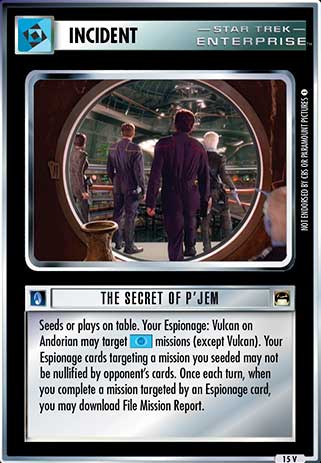 INCIDENT
— STAR TREK —
ENTERPRISE™
NOT ENDORSED BY CBS OR PARAMOUNT PICTURES
THE SECRET OF P'JEM
Seeds or plays on table. Your Espionage: Vulcan on
Andorian may target missions (except Vulcan). Your
Espionage cards targeting a mission you seeded may not
be nullified by opponent's cards. Once each turn, when
you complete a mission targeted by an Espionage card,
you may download File Mission Report.
15 V